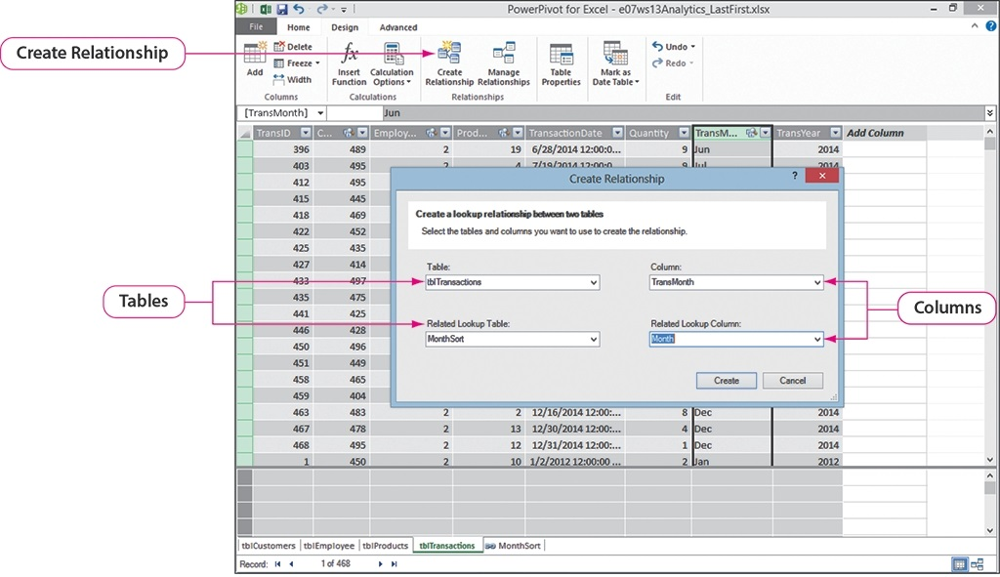 PowerPivot for Excel - e07ws13Analytics_LastFirst.xlsx
File Home Design Advanced
Create Relationship
Add
Delete
Freeze
Width
Columns
fx
Insert Function
Calculation Options
Calculations
Create Relationship
Manage Relationships
Relationships
Table Properties
Mark as Date Table
Undo
Redo
Edit
[TransMonth] Jun
TransID C... Employ... Prod... TransactionDate Quantity TransM... TransYear Add Column
396 489 2 19 6/28/2014 12:00:0... 9 Jun 2014
403 495 2 4 7/19/2014 12:00:0... 9 Jul 2014
412 495
415 445
418 469
422 452
425 435
427 414
433 497
435 475
441 425
446 428
450 496
451 449
458 465
459 404
463 483 2 2 12/16/2014 12:00:... 8 Dec 2014
467 478 2 13 12/30/2014 12:00:... 4 Dec 2014
468 495 2 12 12/31/2014 12:00:... 1 Dec 2014
1 450 2 10 1/2/2012 12:00:00 ... 2 Jan 2012
Create Relationship ?
Create a lookup relationship between two tables
Select the tables and columns you want to use to create the relationship.
Table: Column:
tblTransactions TransMonth
Tables
Columns
Related Lookup Table: Related Lookup Column:
MonthSort Month
Create Cancel
tblCustomers tblEmployee tblProducts tblTransactions MonthSort
Record: 1 of 468